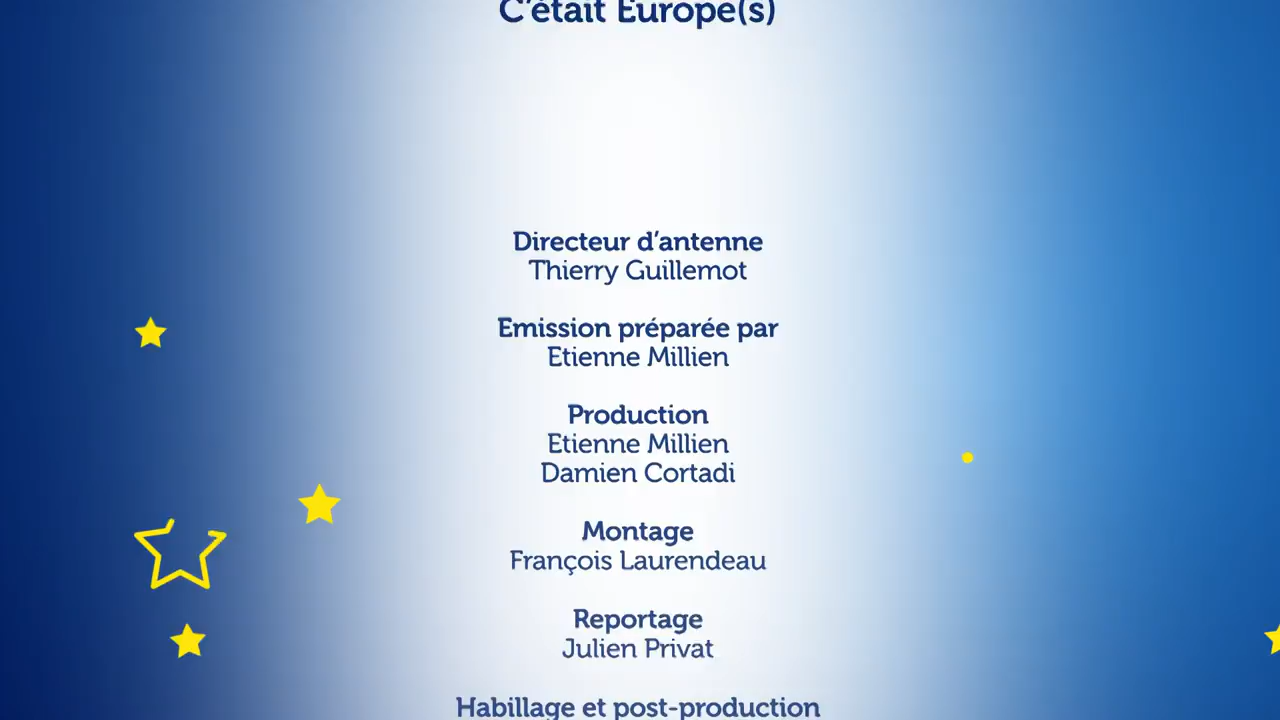 C'était Europe(s)
Directeur d'antenne
Thierry Guillemot
Emission préparée par
Etienne Millien
Production
Etienne Millien
Damien Cortadi
Montage
François Laurendeau
Reportage
Julien Privat
Habillage et post-production